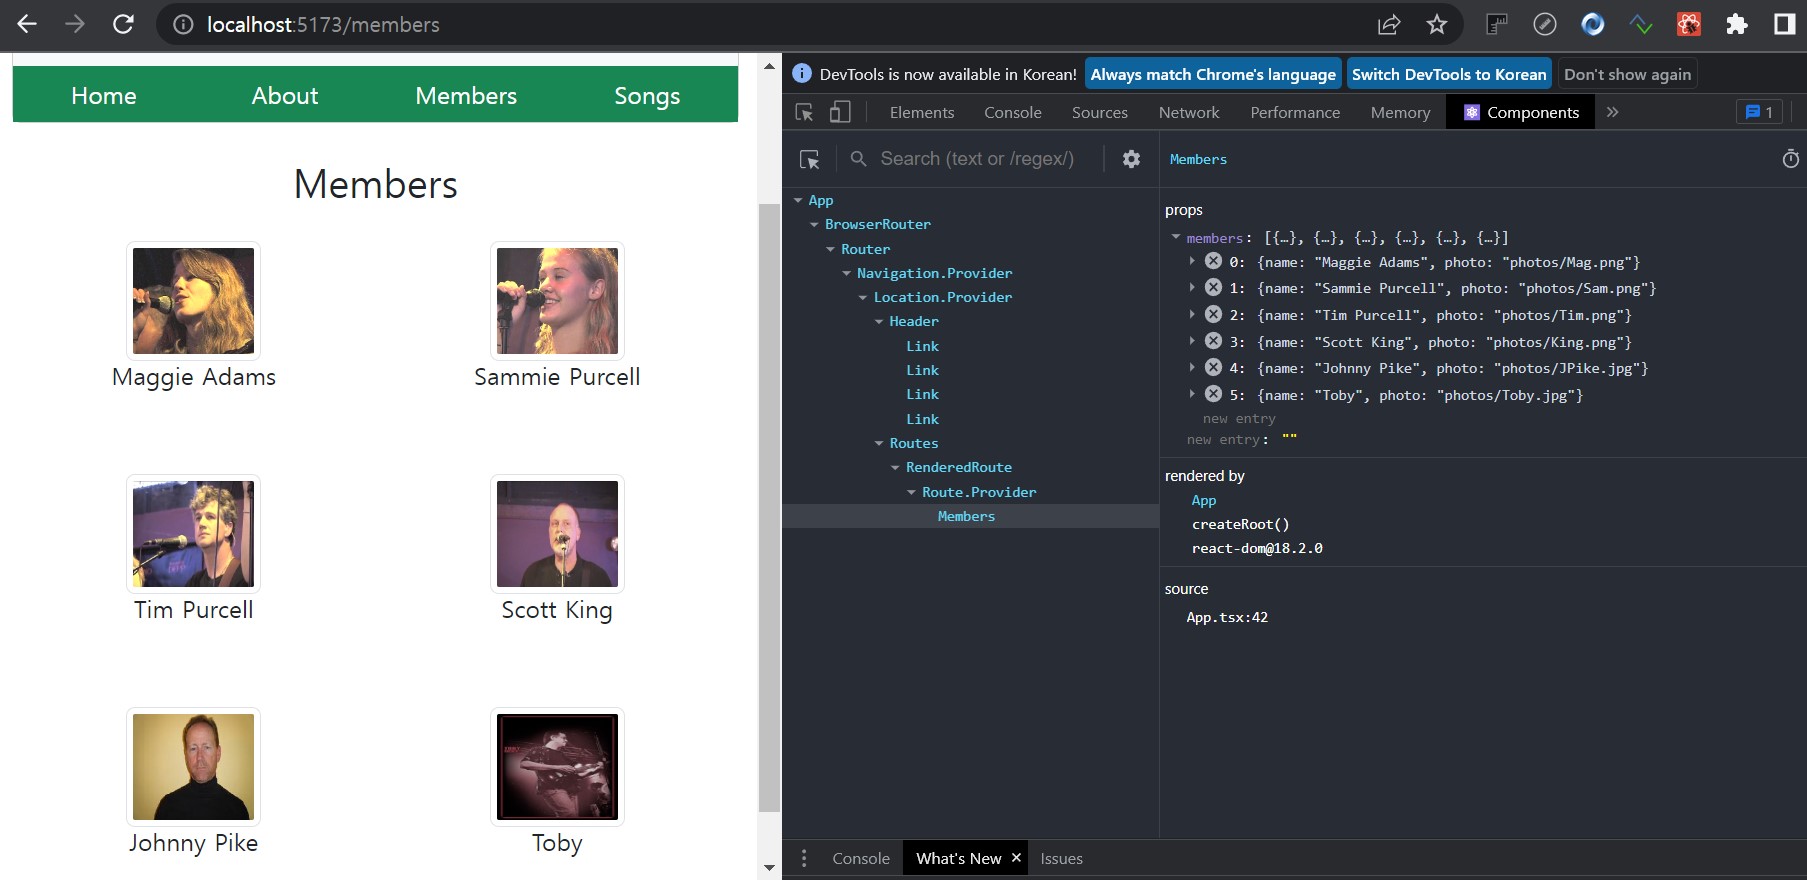 localhost:5173/members
Home About Members Songs
Members
Maggie Adams Sammie Purcell
Tim Purcell Scott King
Johnny Pike Toby
DevTools is now available in Korean! Always match Chrome's language Switch DevTools to Korean Don't show again
Elements Console Sources Network Performance Memory Components » 1
Search (text or /regex/)
App
BrowserRouter
Router
Navigation.Provider
Location.Provider
Header
Link
Link
Link
Link
Routes
RenderedRoute
Route.Provider
Members
Members
props
members: [{…}, {…}, {…}, {…}, {…}, {…}]
0: {name: "Maggie Adams", photo: "photos/Mag.png"}
1: {name: "Sammie Purcell", photo: "photos/Sam.png"}
2: {name: "Tim Purcell", photo: "photos/Tim.png"}
3: {name: "Scott King", photo: "photos/King.png"}
4: {name: "Johnny Pike", photo: "photos/JPike.jpg"}
5: {name: "Toby", photo: "photos/Toby.jpg"}
new entry
new entry: ""
rendered by
App
createRoot()
react-dom@18.2.0
source
App.tsx:42
Console What's New × Issues